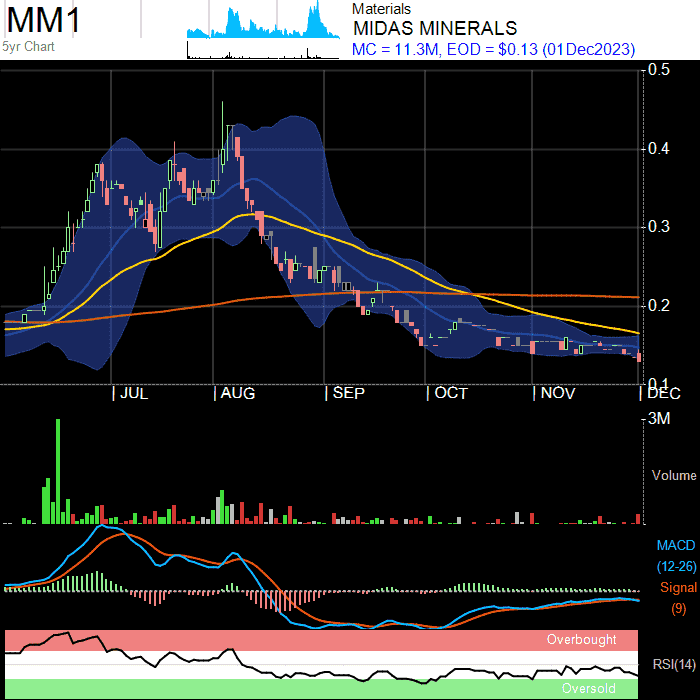 MM1
5yr Chart
Materials
MIDAS MINERALS
MC = 11.3M, EOD = $0.13 (01Dec2023)
0.5
0.4
0.3
0.2
0.1
JUL AUG SEP OCT NOV DEC
3M
Volume
MACD
(12-26)
Signal
(9)
Overbought
RSI(14)
Oversold